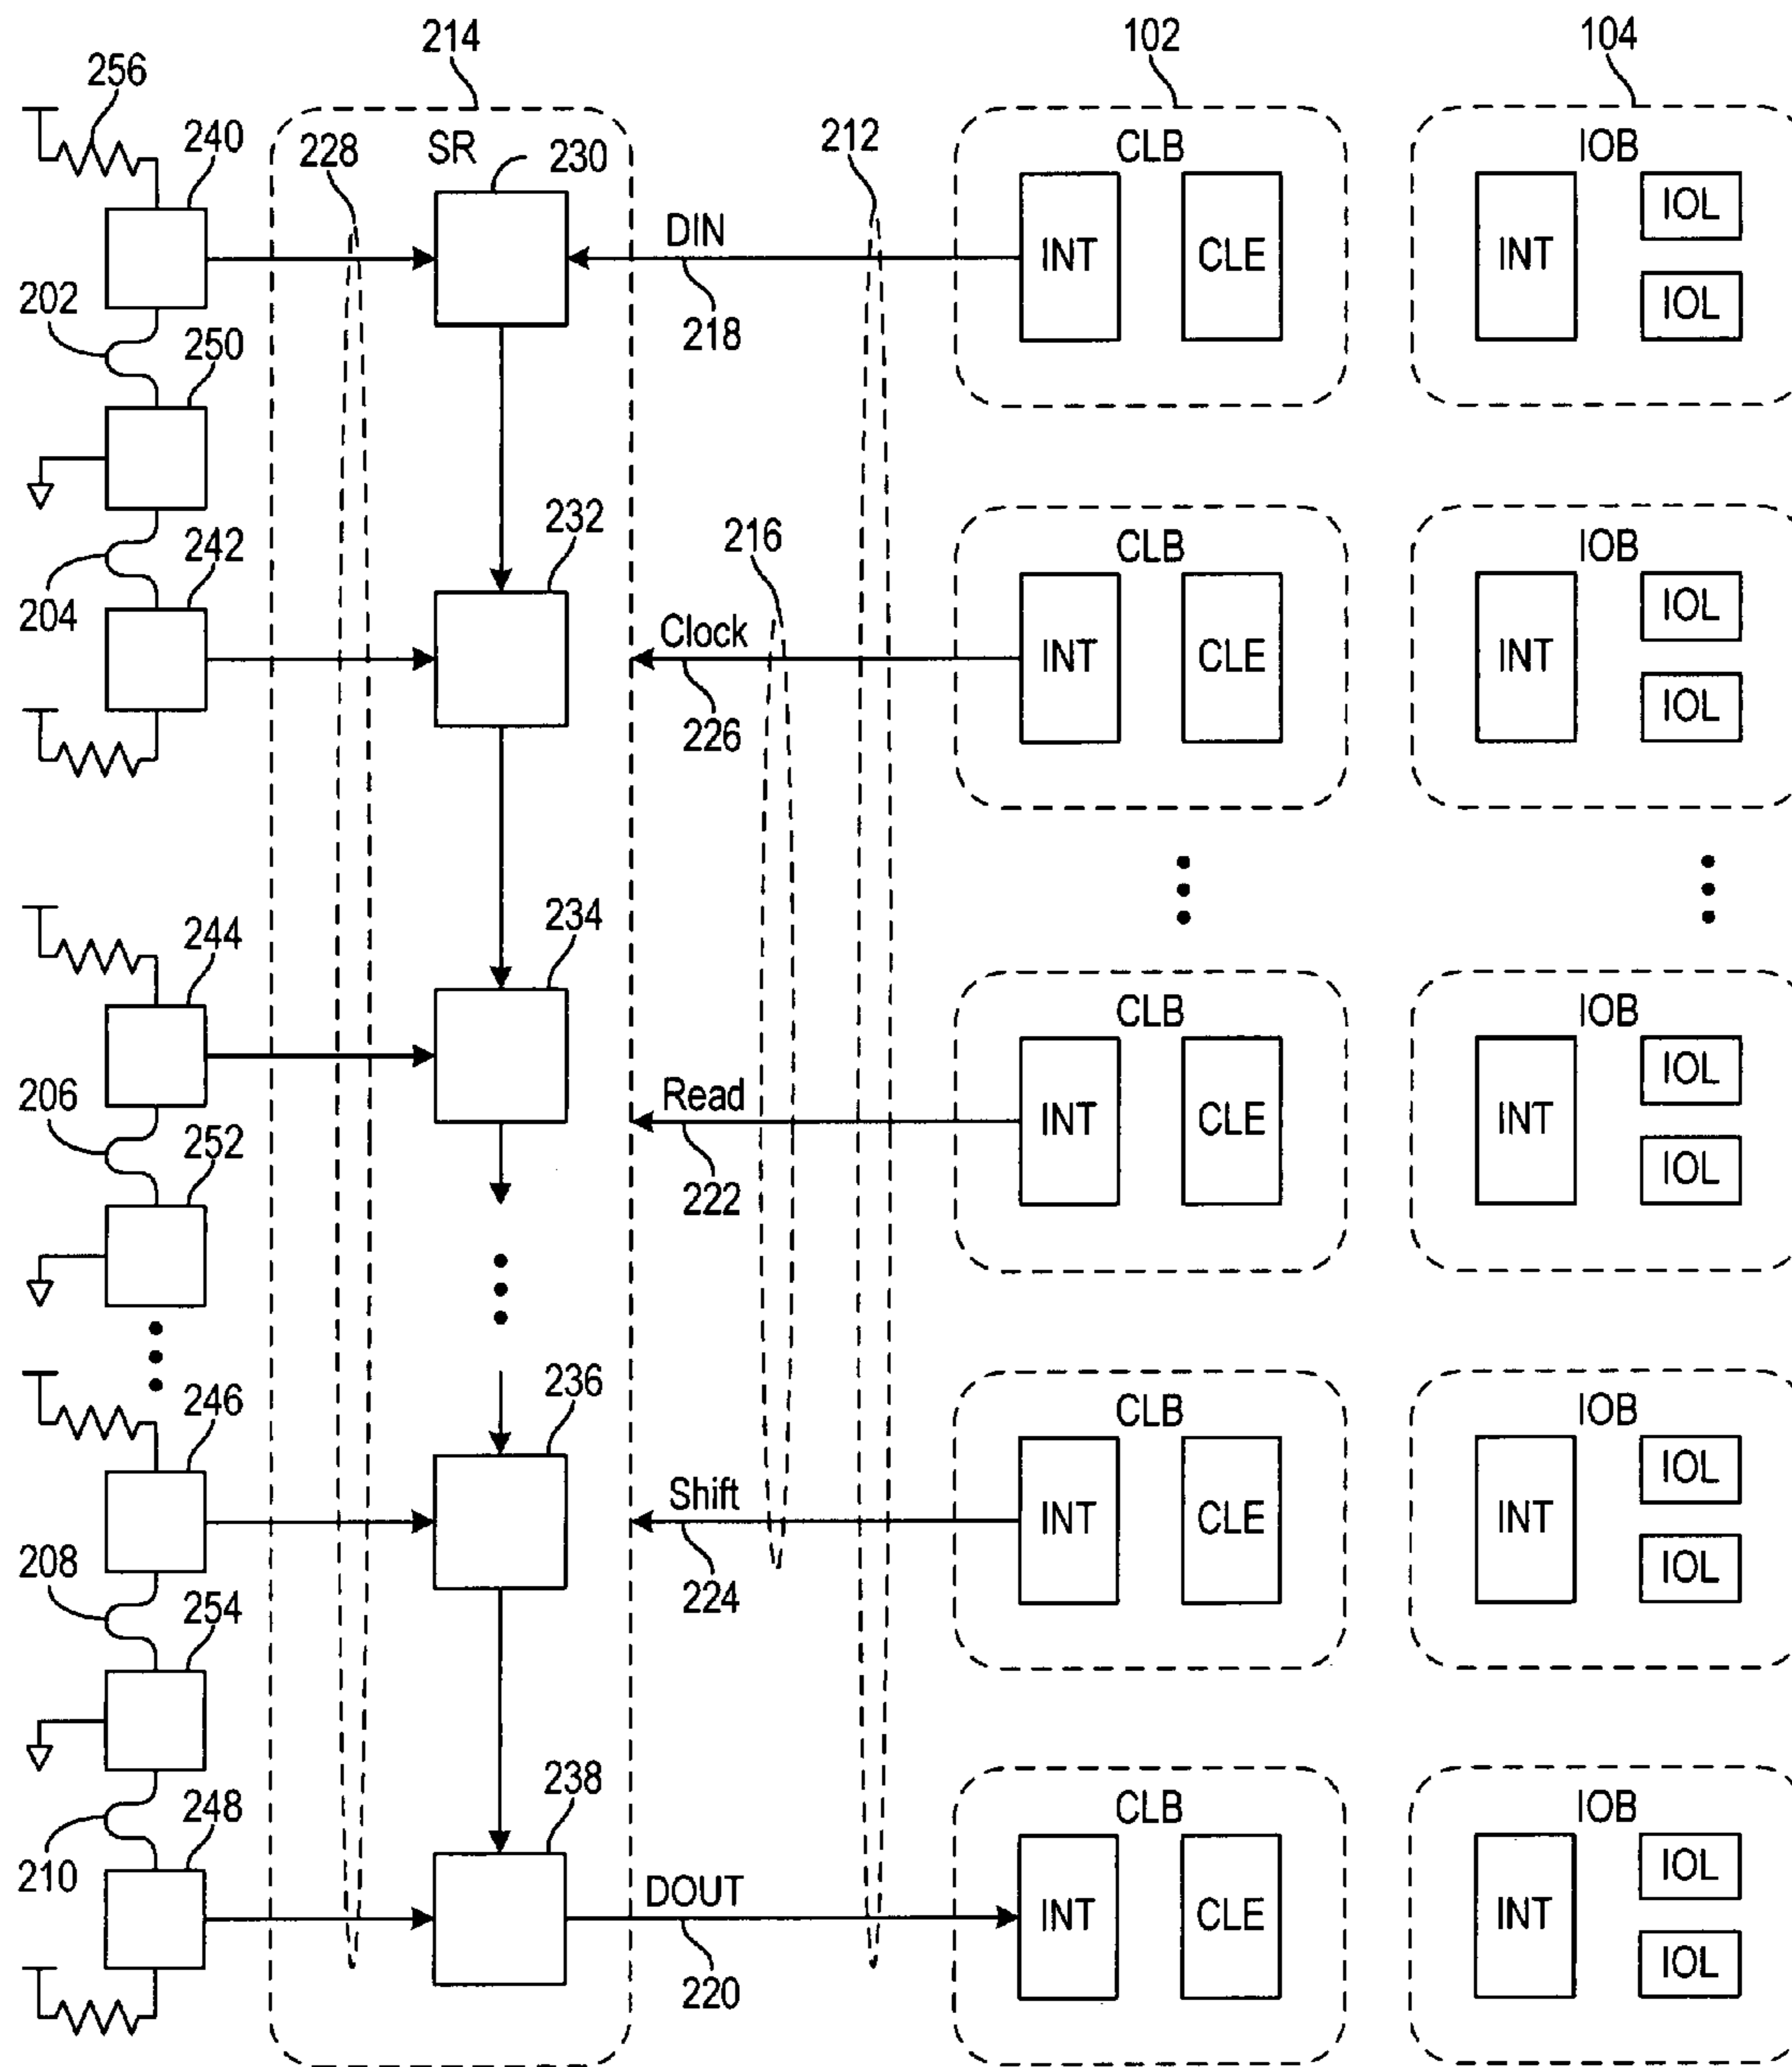 214
102
104
256
240
228
SR
230
212
CLB
IOB
DIN
INT
CLE
INT
IOL
IOL
218
202
250
232
216
CLB
IOB
242
204
Clock
INT
CLE
INT
IOL
IOL
226
244
234
CLB
IOB
206
252
Read
INT
CLE
INT
IOL
IOL
222
246
236
CLB
IOB
Shift
INT
CLE
INT
IOL
IOL
208
254
224
238
CLB
IOB
248
210
DOUT
INT
CLE
INT
IOL
IOL
220